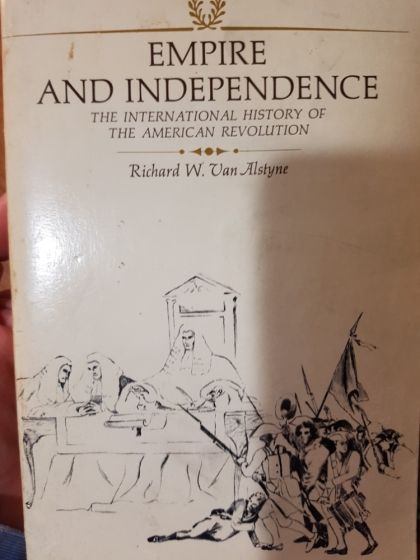 EMPIRE
AND INDEPENDENCE
THE INTERNATIONAL HISTORY OF
THE AMERICAN REVOLUTION
Richard W. Van Alstyne